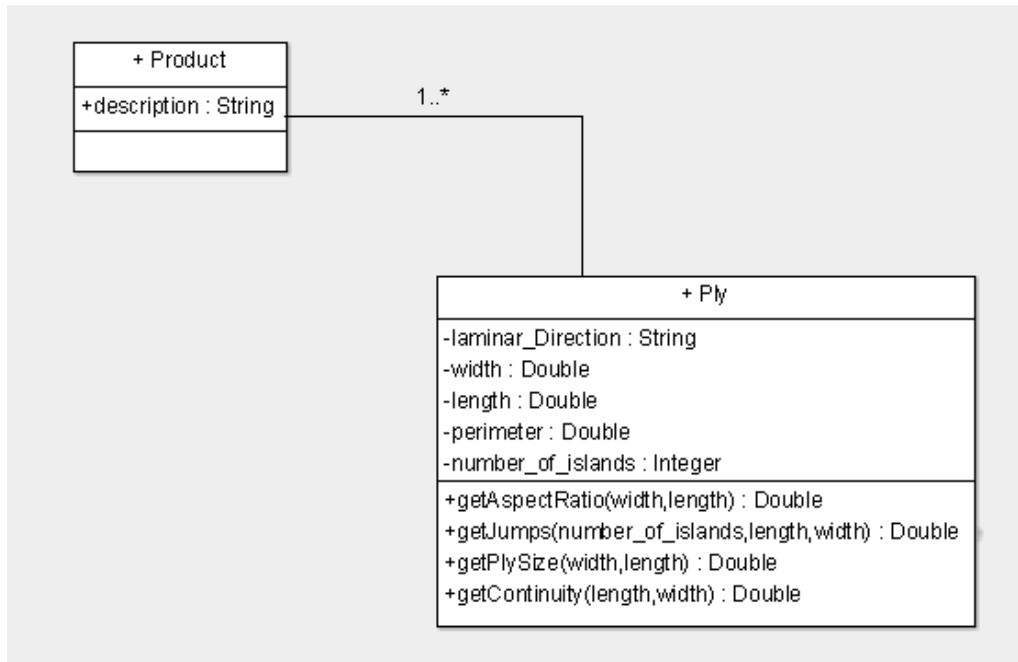 + Product
+description : String
1..*
+ Ply
-laminar_Direction : String
-width : Double
-length : Double
-perimeter : Double
-number_of_islands : Integer
+getAspectRatio(width,length) : Double
+getJumps(number_of_islands,length,width) : Double
+getPlySize(width,length) : Double
+getContinuity(length,width) : Double